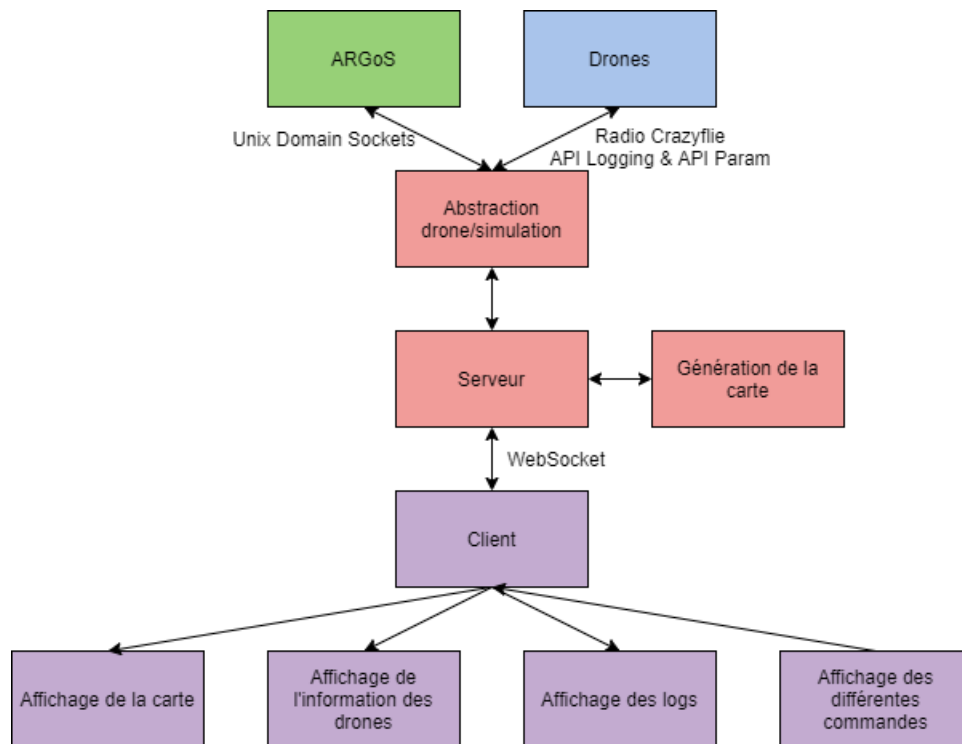 ARGoS
Drones
Unix Domain Sockets
Radio Crazyflie
API Logging & API Param
Abstraction
drone/simulation
Serveur
Génération de la
carte
WebSocket
Client
Affichage de la carte
Affichage de
l'information des
drones
Affichage des logs
Affichage des
différentes
commandes